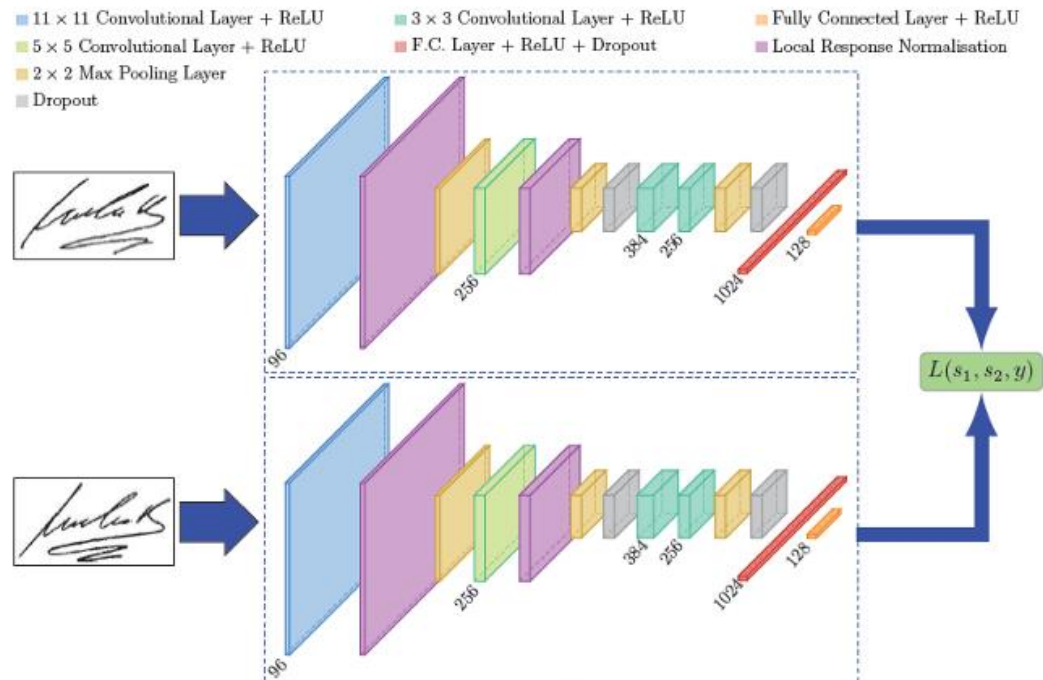 11 × 11 Convolutional Layer + ReLU
3 × 3 Convolutional Layer + ReLU
Fully Connected Layer + ReLU
5 × 5 Convolutional Layer + ReLU
F.C. Layer + ReLU + Dropout
Local Response Normalisation
2 × 2 Max Pooling Layer
Dropout
96
256
384
256
1024
128
L(s₁, s₂, y)
96
256
384
256
1024
128